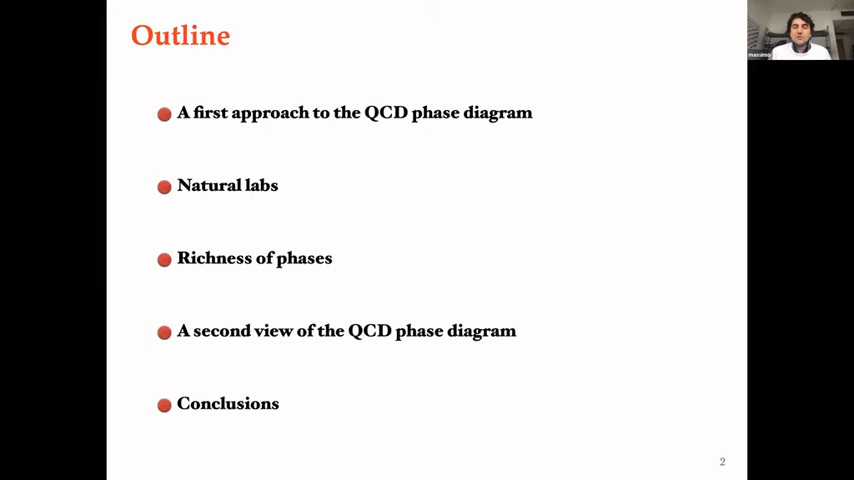 Outline
massimo
A first approach to the QCD phase diagram
Natural labs
Richness of phases
A second view of the QCD phase diagram
Conclusions
2